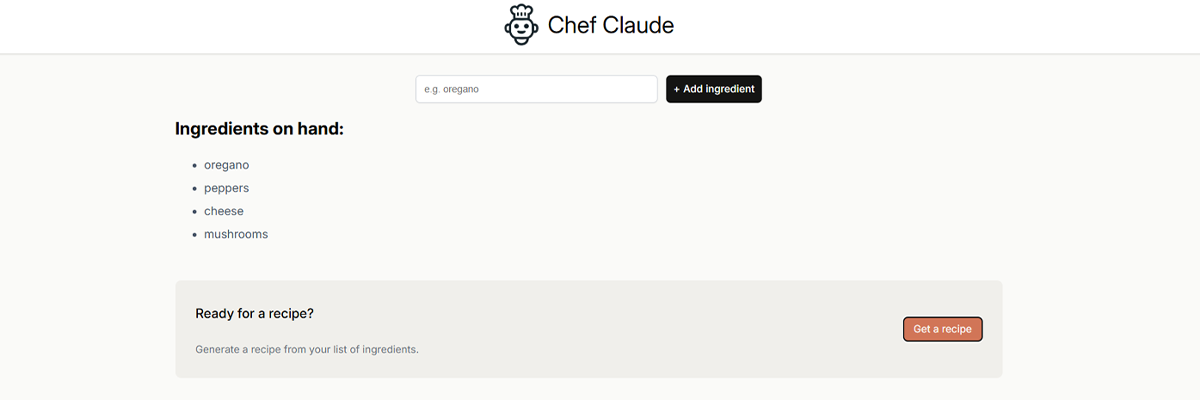 Chef Claude
e.g. oregano
+ Add ingredient
Ingredients on hand:
oregano
peppers
cheese
mushrooms
Ready for a recipe?
Get a recipe
Generate a recipe from your list of ingredients.